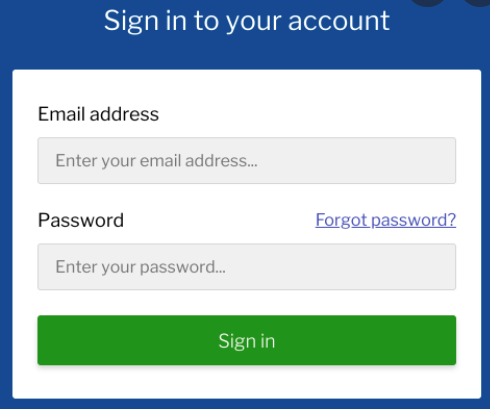 Sign in to your account
Email address
Enter your email address...
Password Forgot password?
Enter your password...
Sign in